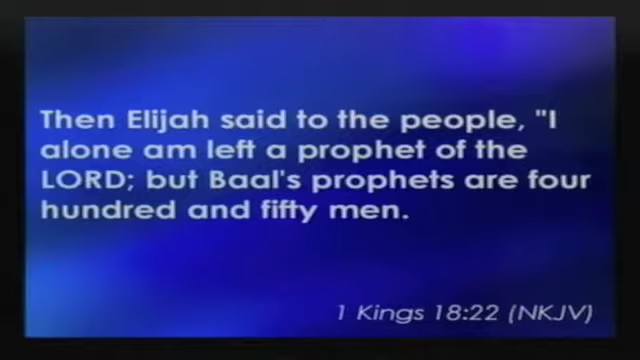 Then Elijah said to the people, "I
alone am left a prophet of the
LORD; but Baal's prophets are four
hundred and fifty men.
1 Kings 18:22 (NKJV)